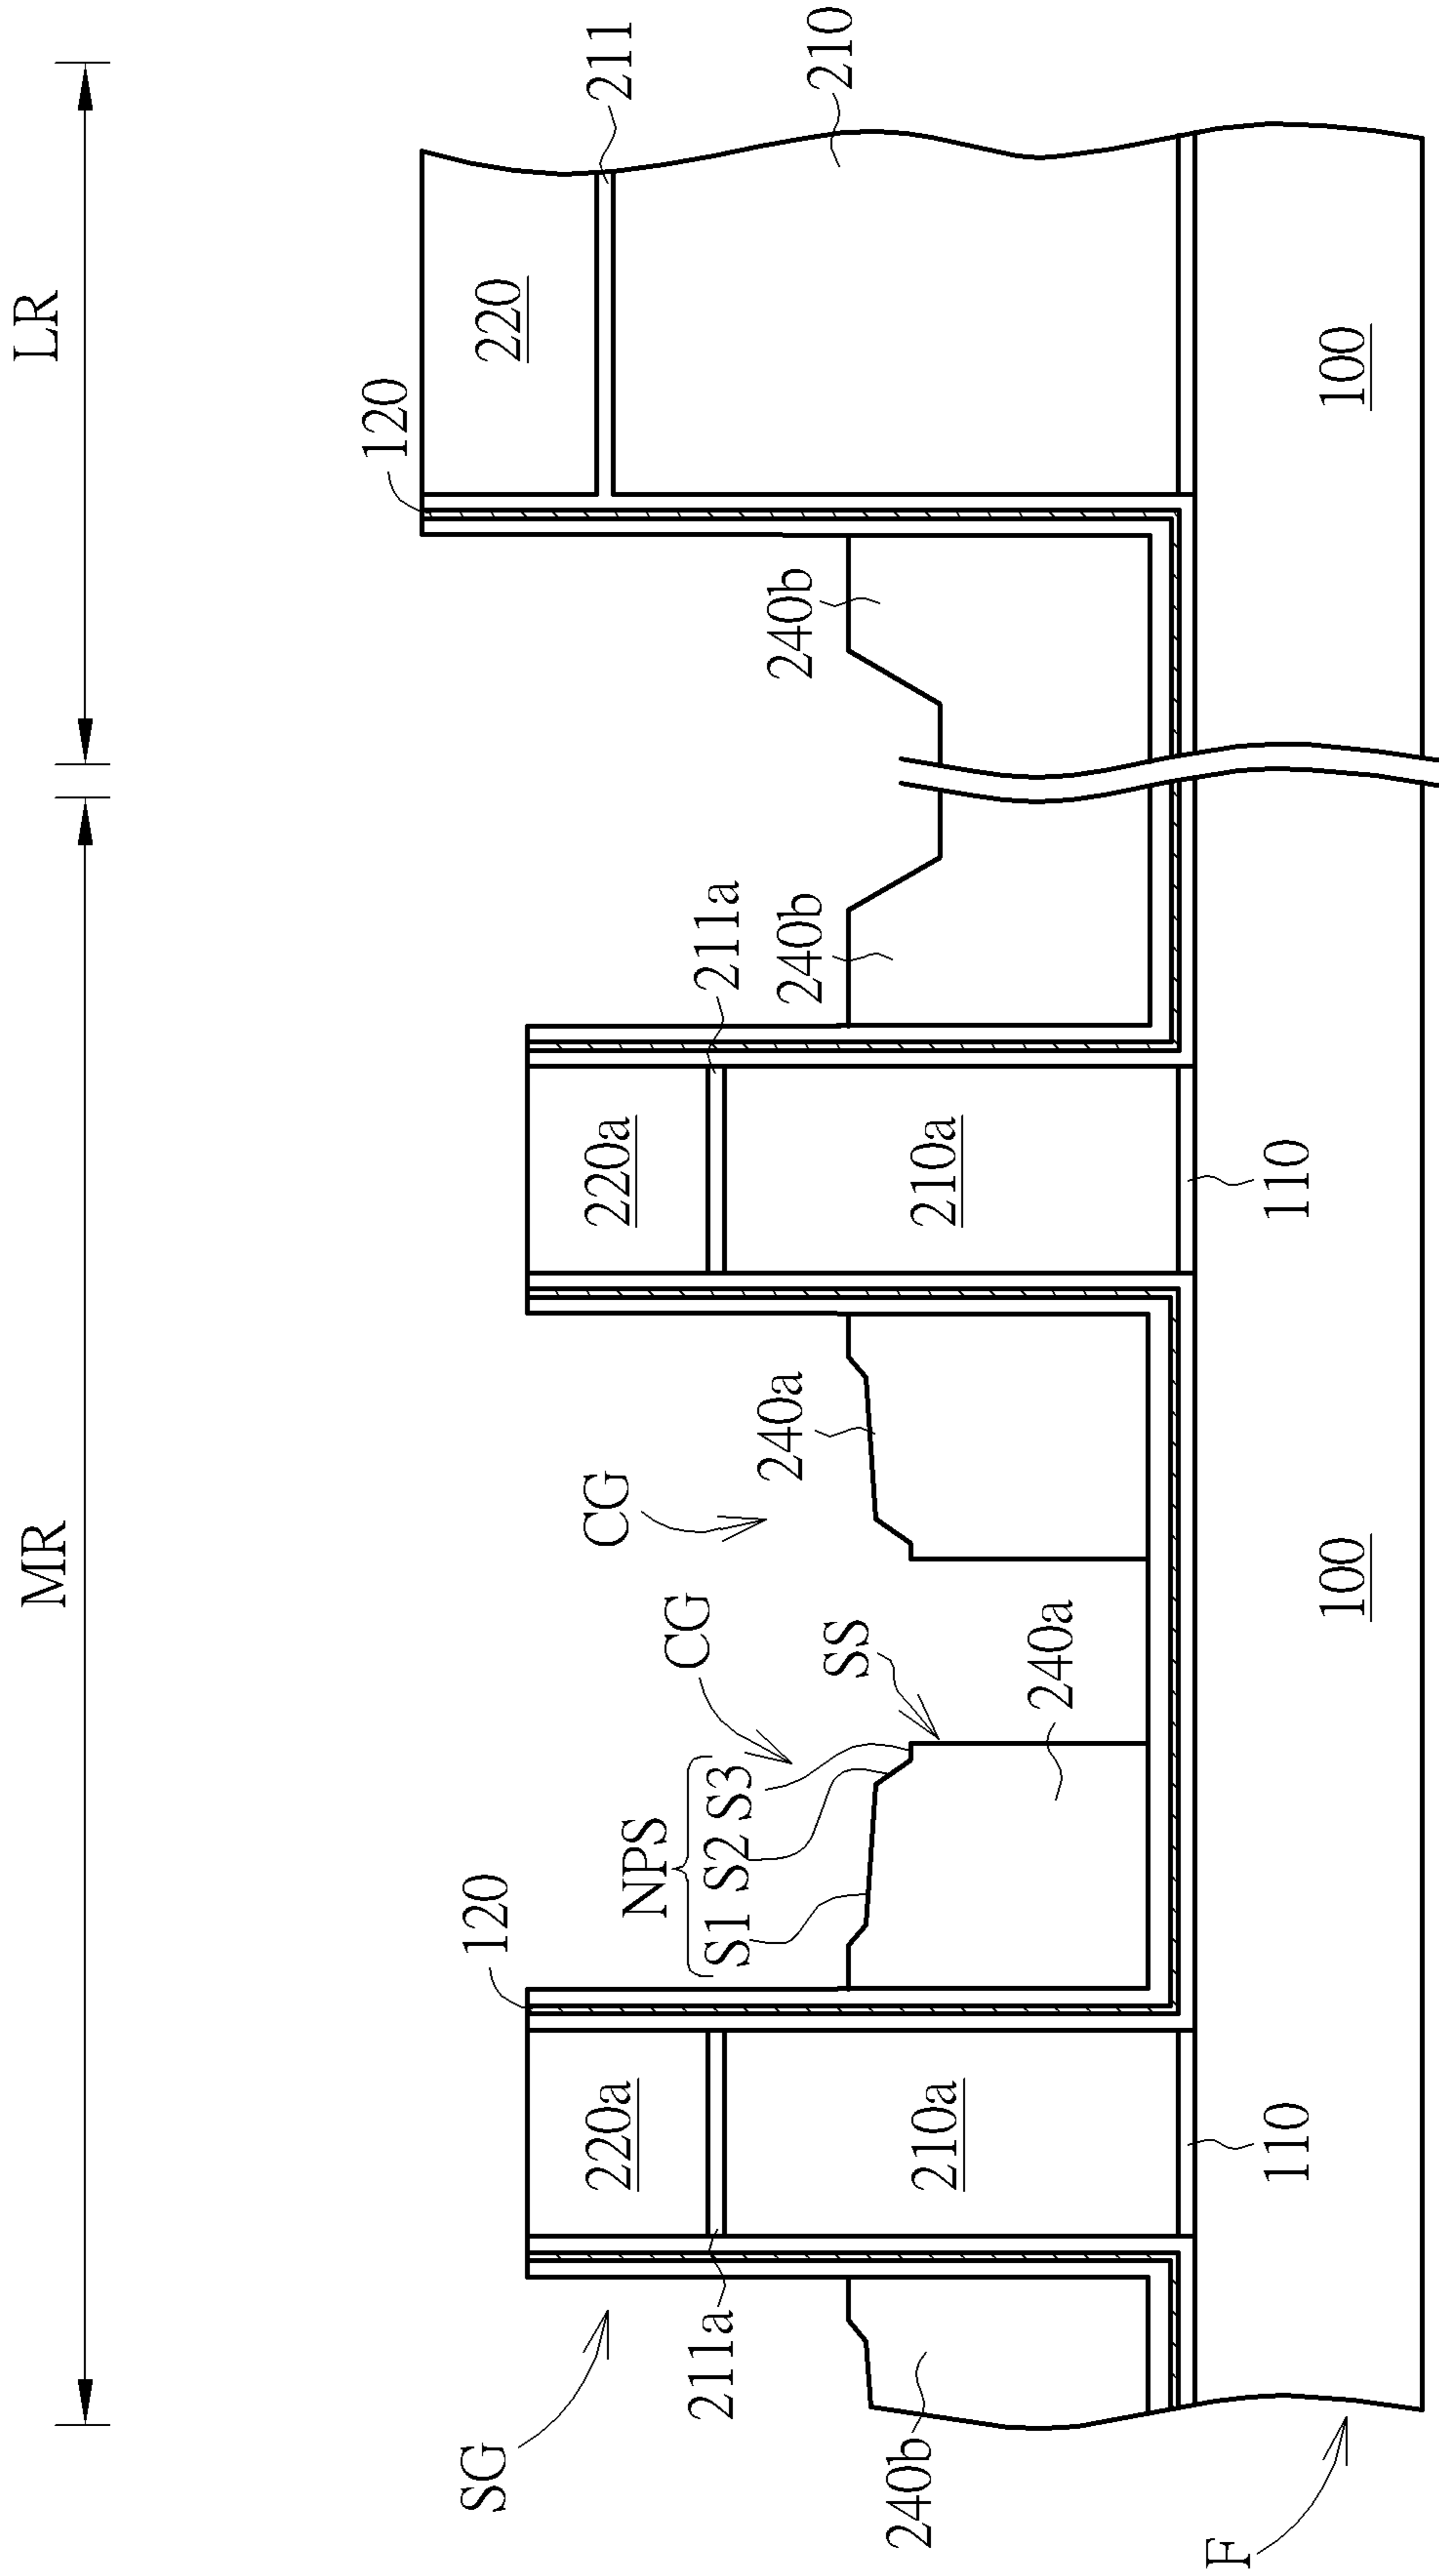 MR LR
120
SG 120 220
220a CG 220a 211
NPS CG
211a S1 S2 S3 211a
240a 240b 240b 210
SS
240b 210a 210a
240a
F 110 110
100 100